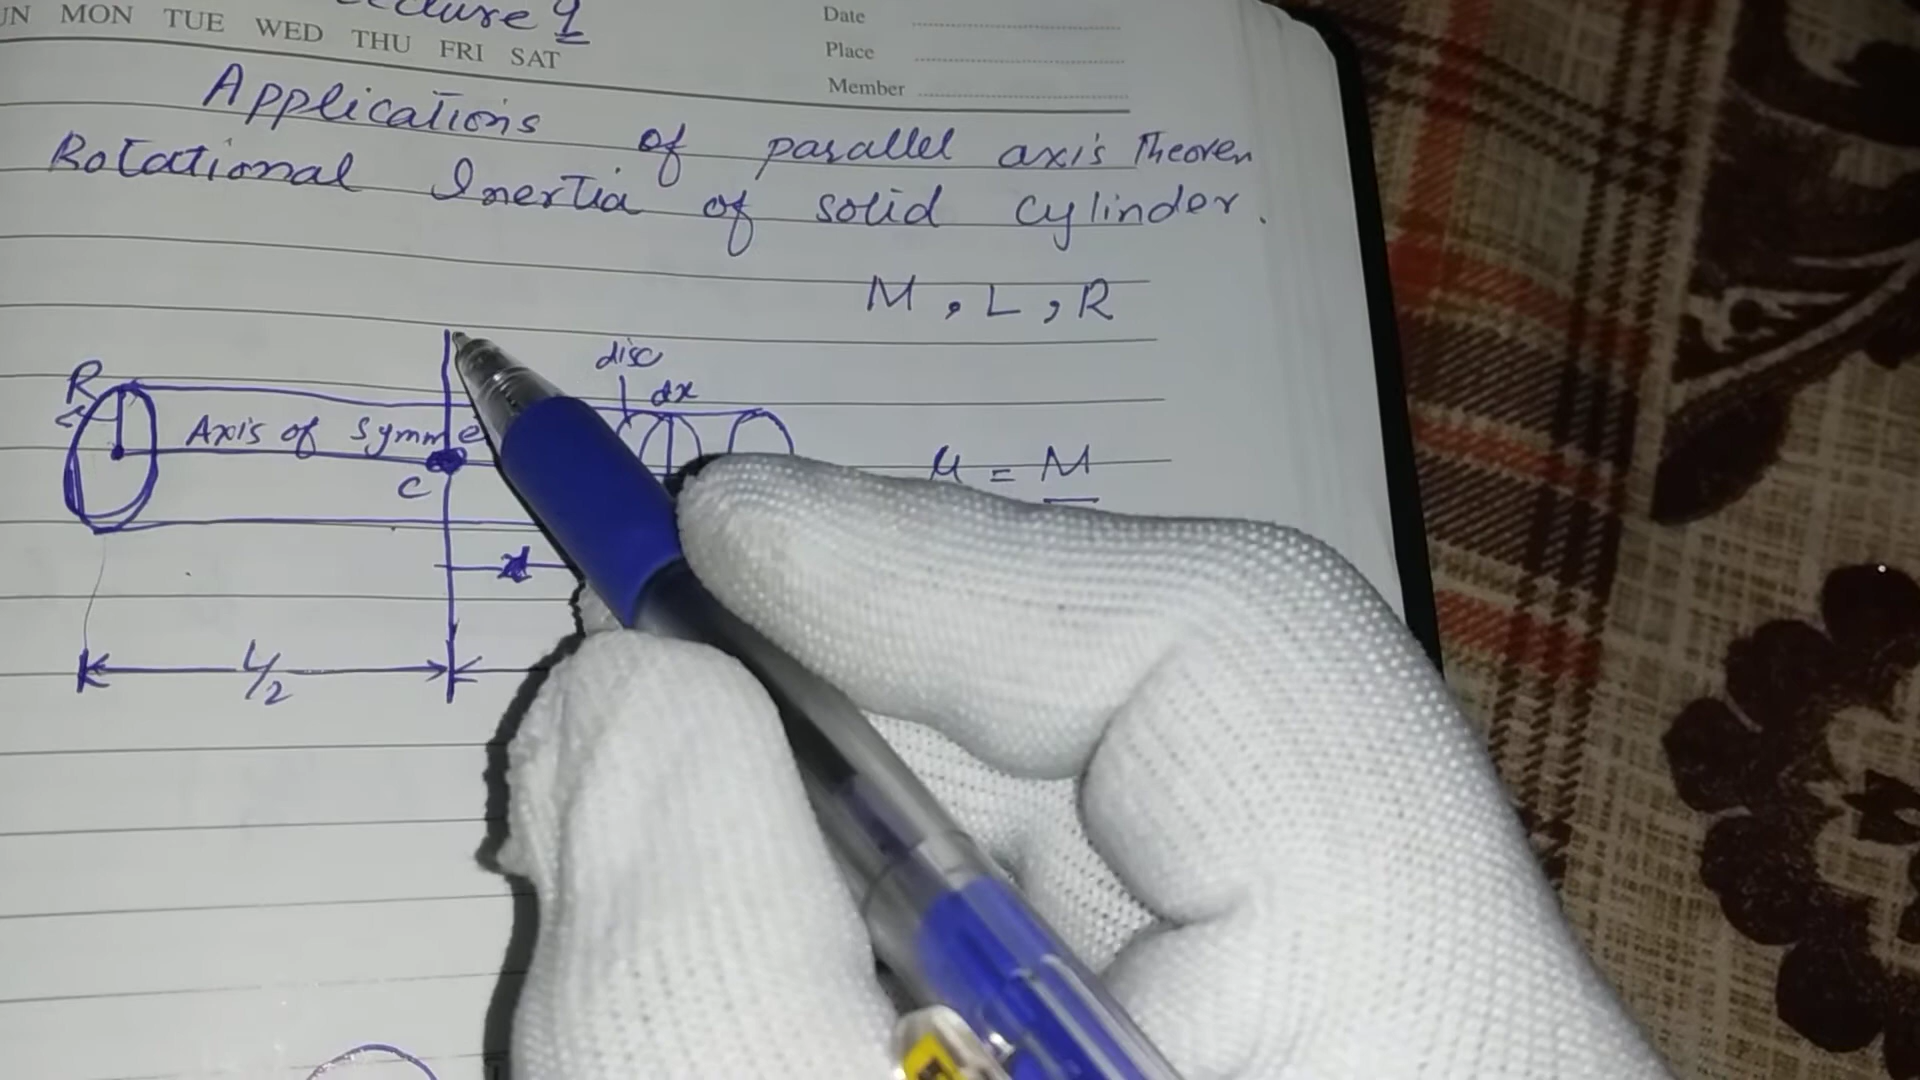 Lecture 9
UN MON TUE WED THU FRI SAT
Date
Place
Member
Applications of parallel axis Theorem
Rotational Inertia of solid cylinder.
M , L , R
disc
dx
R
Axis of Symme
C
μ = M
x
L/2